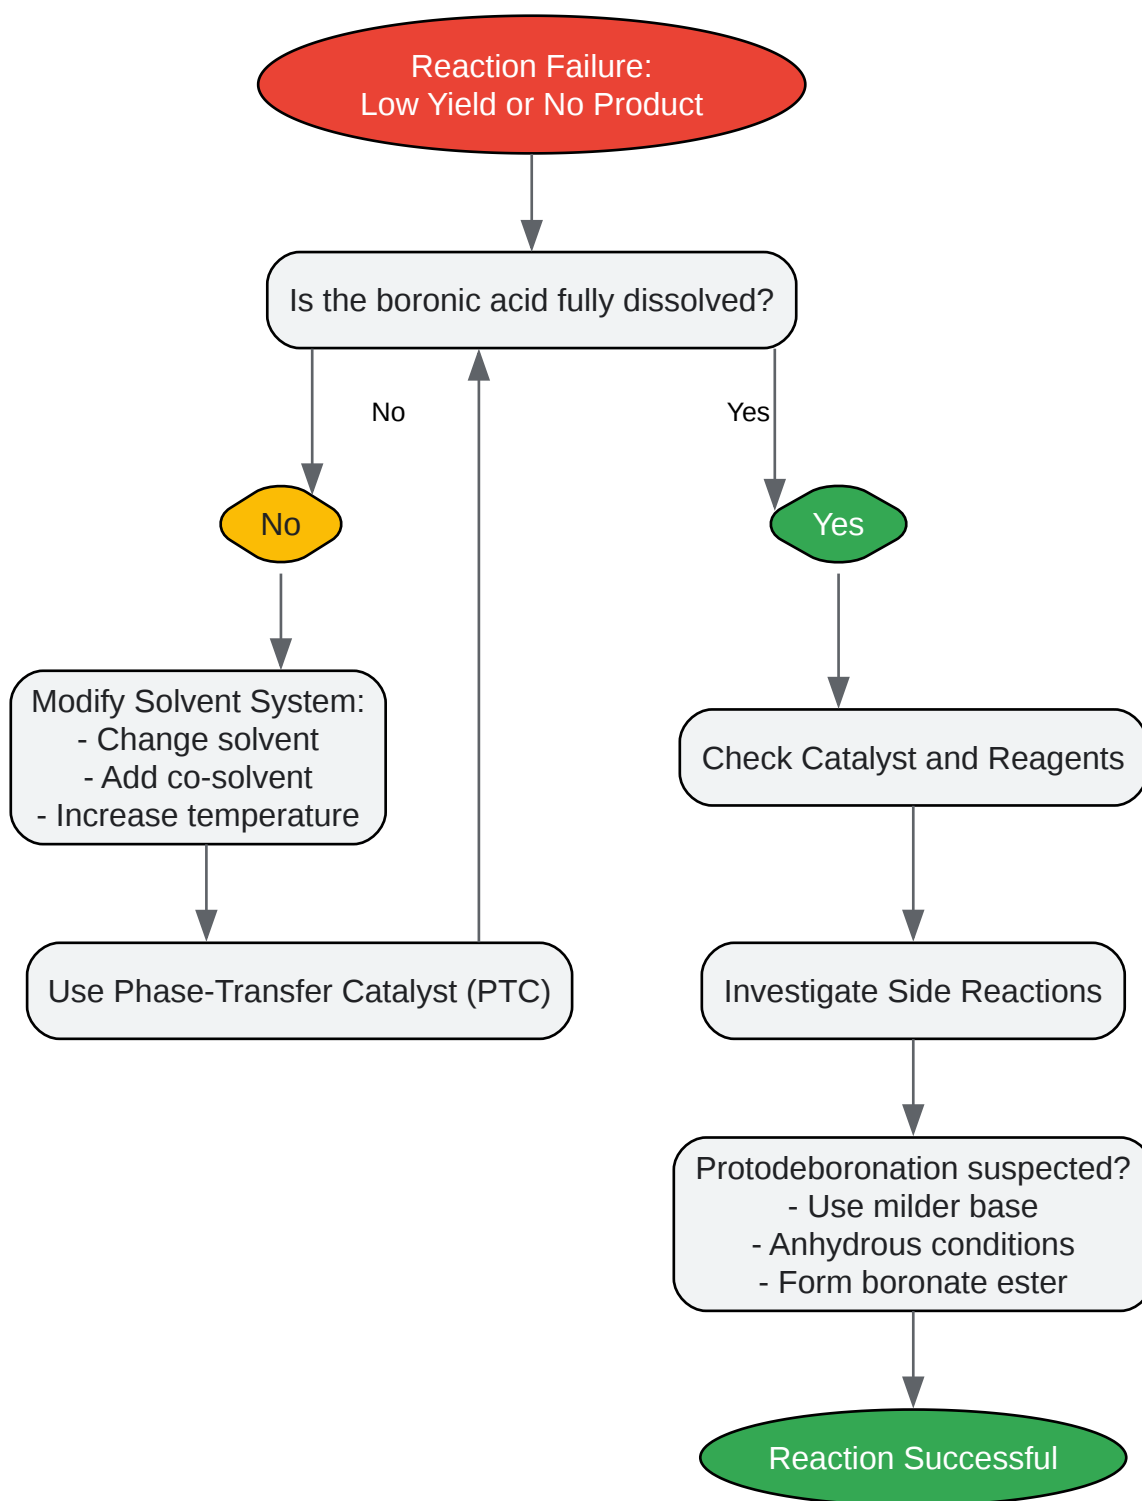 Reaction Failure:
Low Yield or No Product
Is the boronic acid fully dissolved?
No
Yes
No
Yes
Modify Solvent System:
- Change solvent
- Add co-solvent
- Increase temperature
Check Catalyst and Reagents
Use Phase-Transfer Catalyst (PTC)
Investigate Side Reactions
Protodeboronation suspected?
- Use milder base
- Anhydrous conditions
- Form boronate ester
Reaction Successful